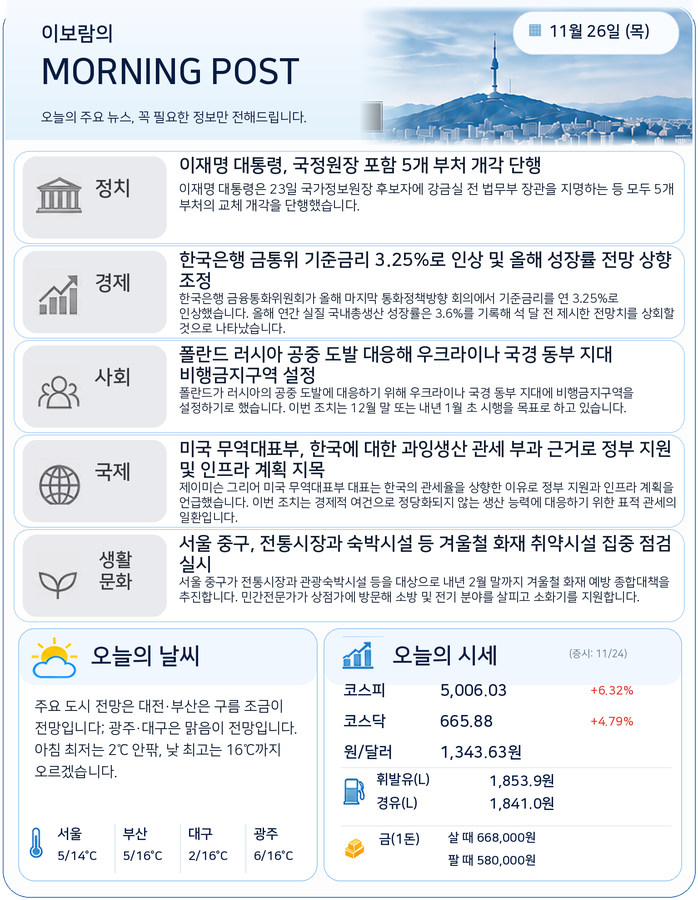 이보람의
MORNING POST
오늘의 주요 뉴스, 꼭 필요한 정보만 전해드립니다.
11월 26일 (목)
정치
이재명 대통령, 국정원장 포함 5개 부처 개각 단행
이재명 대통령은 23일 국가정보원장 후보자에 강금실 전 법무부 장관을 지명하는 등 모두 5개
부처의 교체 개각을 단행했습니다.
경제
한국은행 금통위 기준금리 3.25%로 인상 및 올해 성장률 전망 상향
조정
한국은행 금융통화위원회가 올해 마지막 통화정책방향 회의에서 기준금리를 연 3.25%로
인상했습니다. 올해 연간 실질 국내총생산 성장률은 3.6%를 기록해 석 달 전 제시한 전망치를 상회할
것으로 나타났습니다.
사회
폴란드 러시아 공중 도발 대응해 우크라이나 국경 동부 지대
비행금지구역 설정
폴란드가 러시아의 공중 도발에 대응하기 위해 우크라이나 국경 동부 지대에 비행금지구역을
설정하기로 했습니다. 이번 조치는 12월 말 또는 내년 1월 초 시행을 목표로 하고 있습니다.
국제
미국 무역대표부, 한국에 대한 과잉생산 관세 부과 근거로 정부 지원
및 인프라 계획 지목
제이미슨 그리어 미국 무역대표부 대표는 한국의 관세율을 상향한 이유로 정부 지원과 인프라 계획을
언급했습니다. 이번 조치는 경제적 여건으로 정당화되지 않는 생산 능력에 대응하기 위한 표적 관세의
일환입니다.
생활
문화
서울 중구, 전통시장과 숙박시설 등 겨울철 화재 취약시설 집중 점검
실시
서울 중구가 전통시장과 관광숙박시설 등을 대상으로 내년 2월 말까지 겨울철 화재 예방 종합대책을
추진합니다. 민간전문가가 상점가에 방문해 소방 및 전기 분야를 살피고 소화기를 지원합니다.
오늘의 날씨
주요 도시 전망은 대전·부산은 구름 조금이
전망입니다; 광주·대구은 맑음이 전망입니다.
아침 최저는 2℃ 안팎, 낮 최고는 16℃까지
오르겠습니다.
서울
5/14°C
부산
5/16°C
대구
2/16°C
광주
6/16°C
오늘의 시세
(증시: 11/24)
코스피 5,006.03 +6.32%
코스닥 665.88 +4.79%
원/달러 1,343.63원
휘발유(L) 1,853.9원
경유(L) 1,841.0원
금(1돈) 살 때 668,000원
팔 때 580,000원